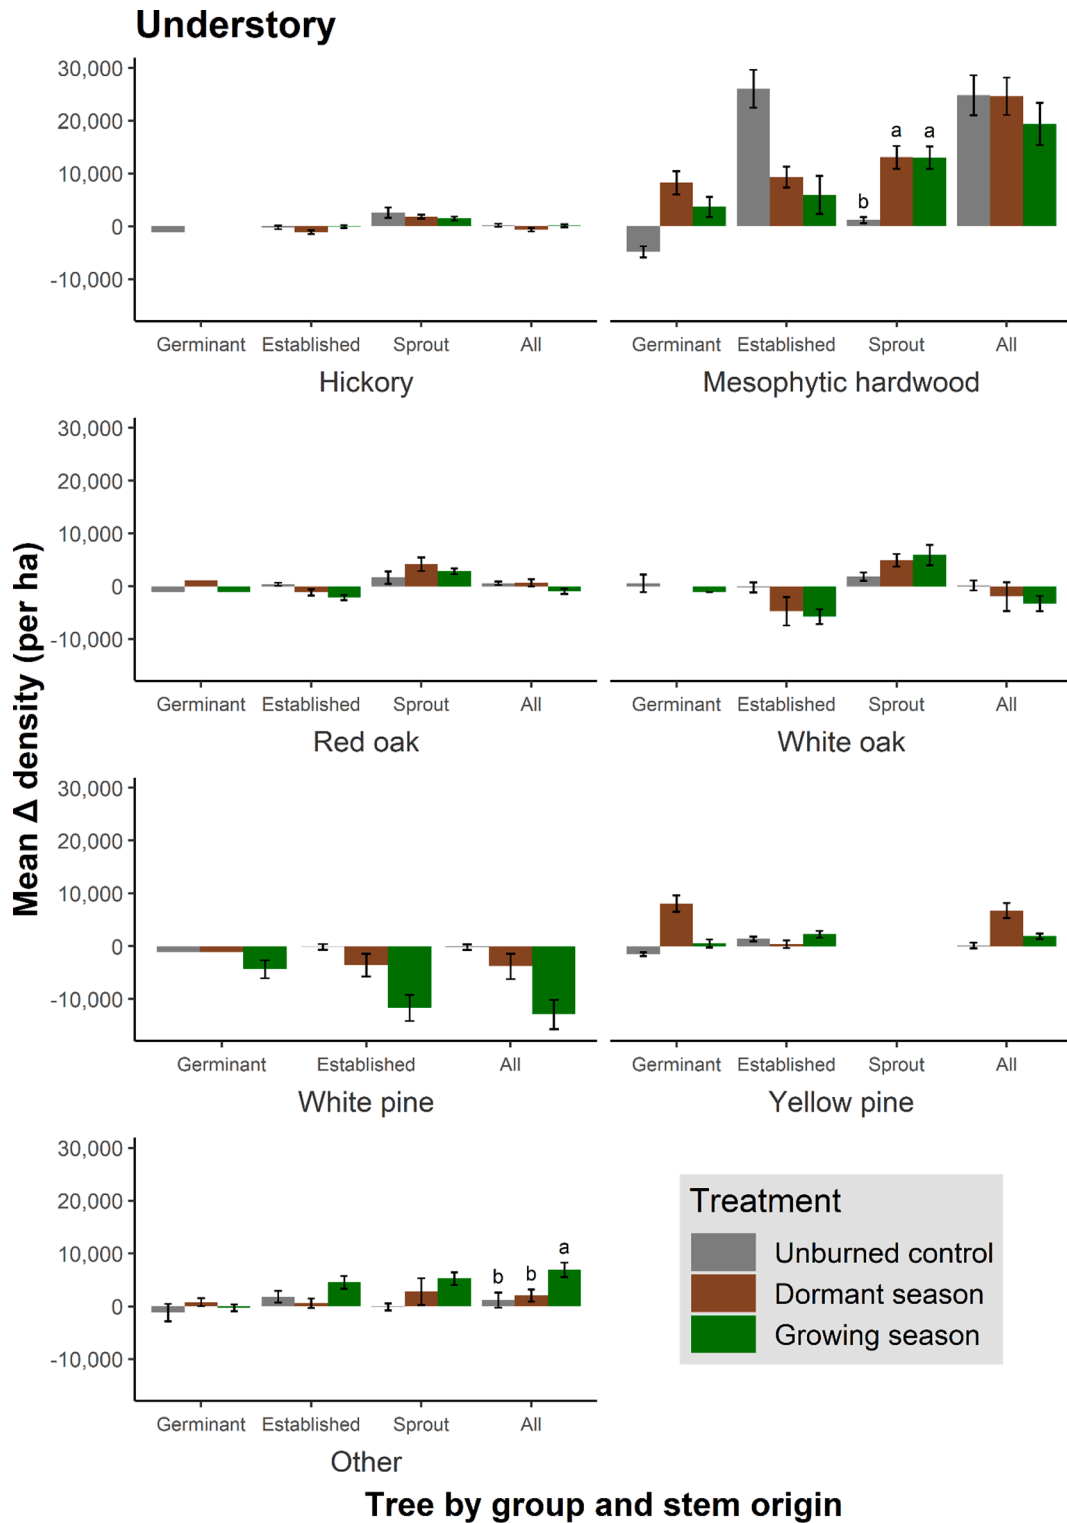 Understory
30,000
20,000
10,000
0
-10,000
a a
b
Germinant Established Sprout All
Hickory
Germinant Established Sprout All
Mesophytic hardwood
30,000
20,000
10,000
0
-10,000
Germinant Established Sprout All
Red oak
Germinant Established Sprout All
White oak
Mean Δ density (per ha)
30,000
20,000
10,000
0
-10,000
Germinant Established All
White pine
Germinant Established Sprout All
Yellow pine
30,000
20,000
10,000
0
-10,000
b b a
Germinant Established Sprout All
Other
Treatment
Unburned control
Dormant season
Growing season
Tree by group and stem origin